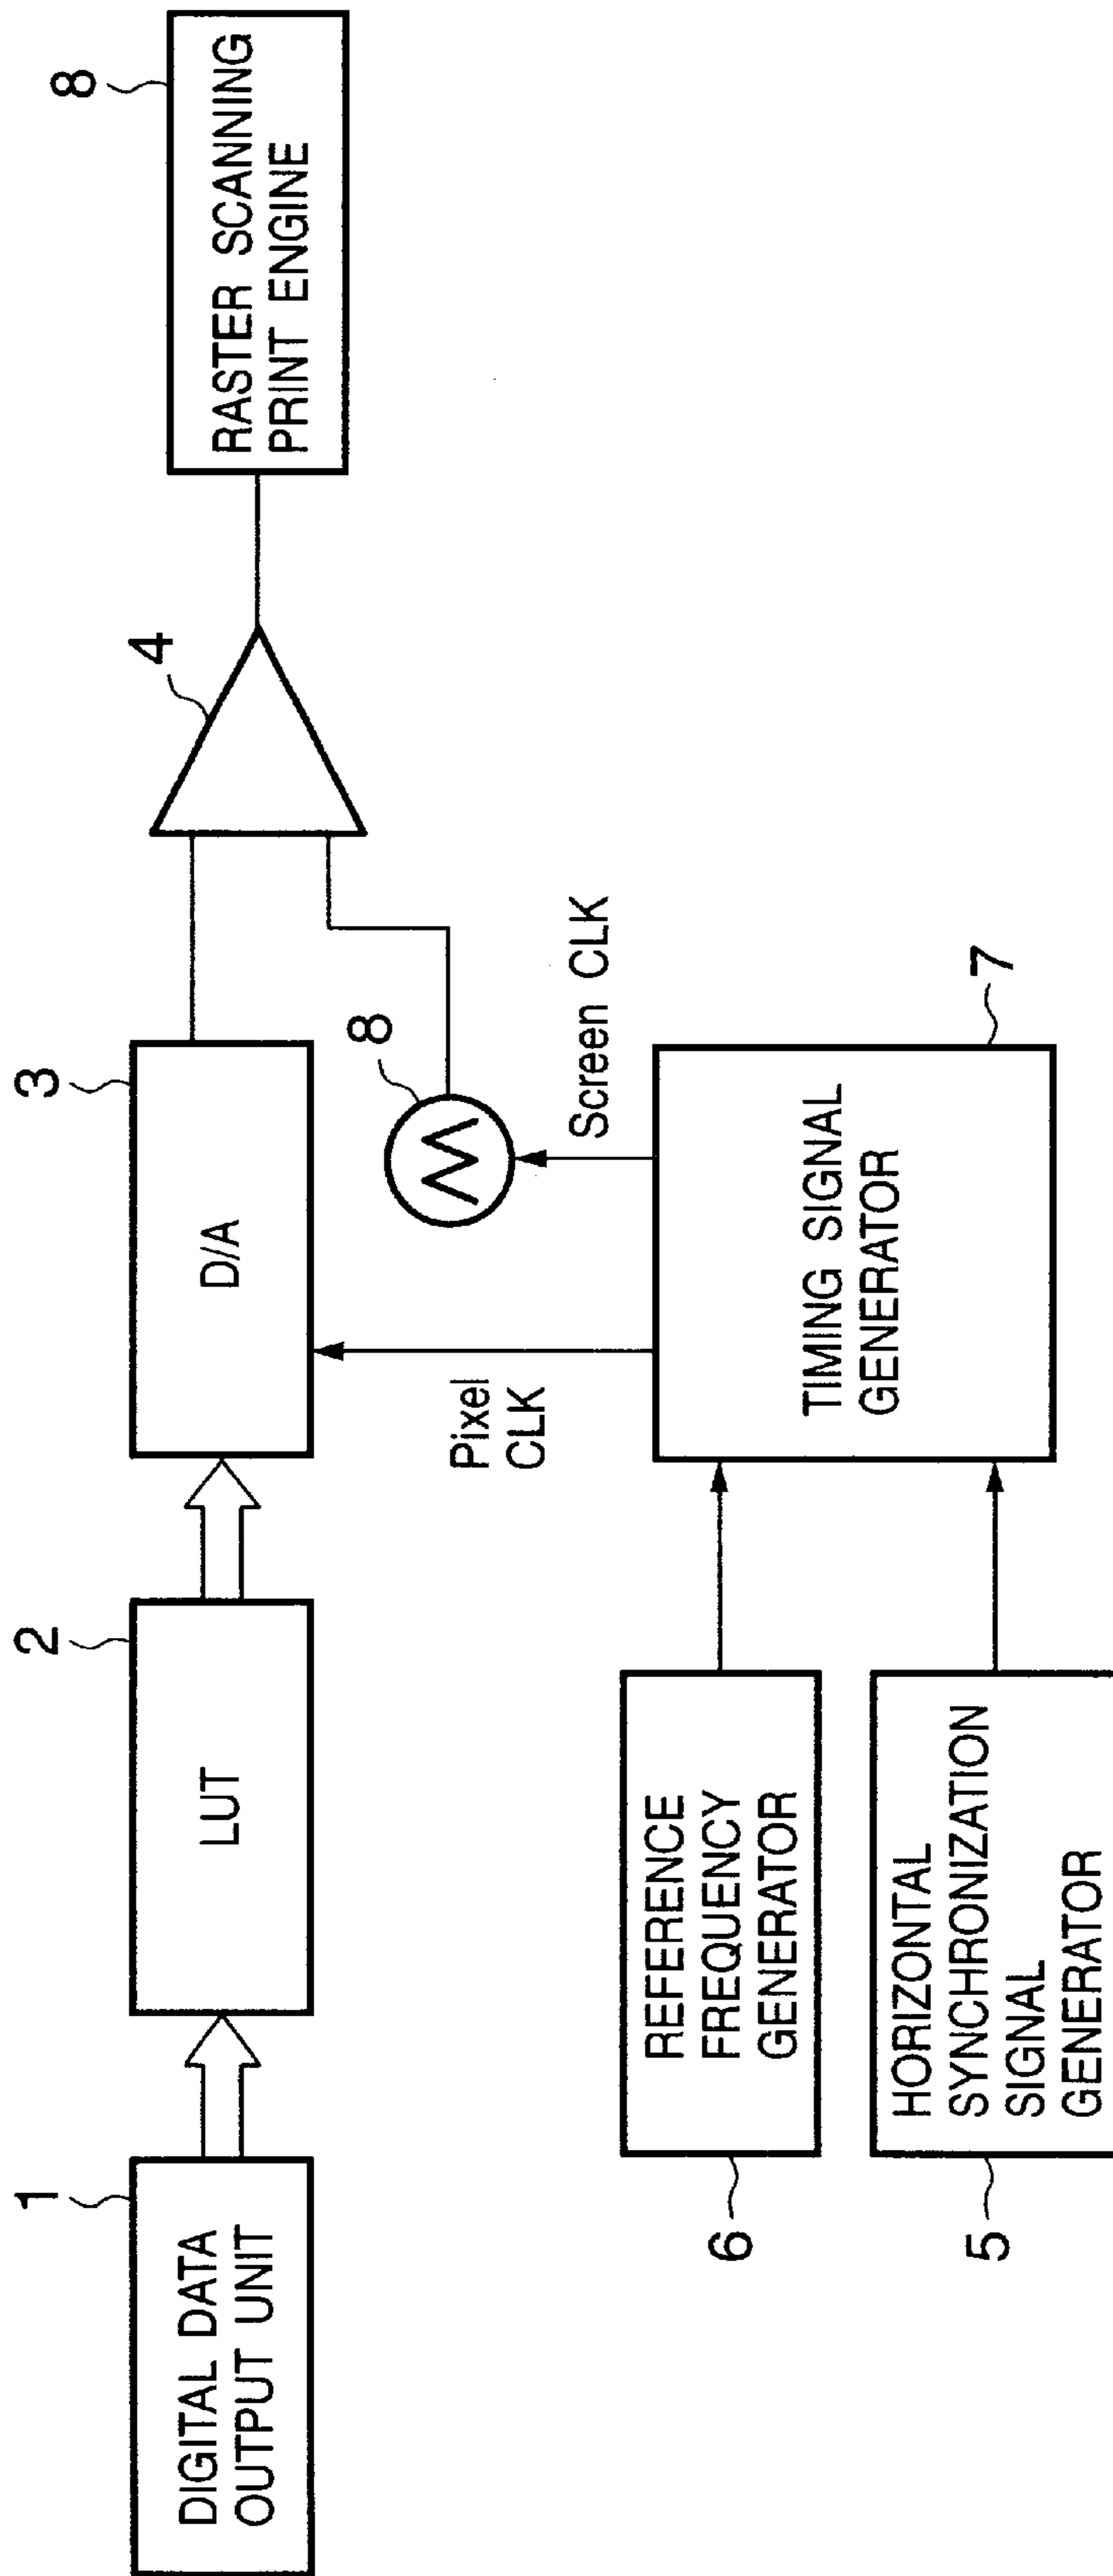 1
DIGITAL DATA
OUTPUT UNIT
2
LUT
3
D/A
4
8
RASTER SCANNING
PRINT ENGINE
8
Pixel
CLK
Screen CLK
6
REFERENCE
FREQUENCY
GENERATOR
5
HORIZONTAL
SYNCHRONIZATION
SIGNAL
GENERATOR
7
TIMING SIGNAL
GENERATOR